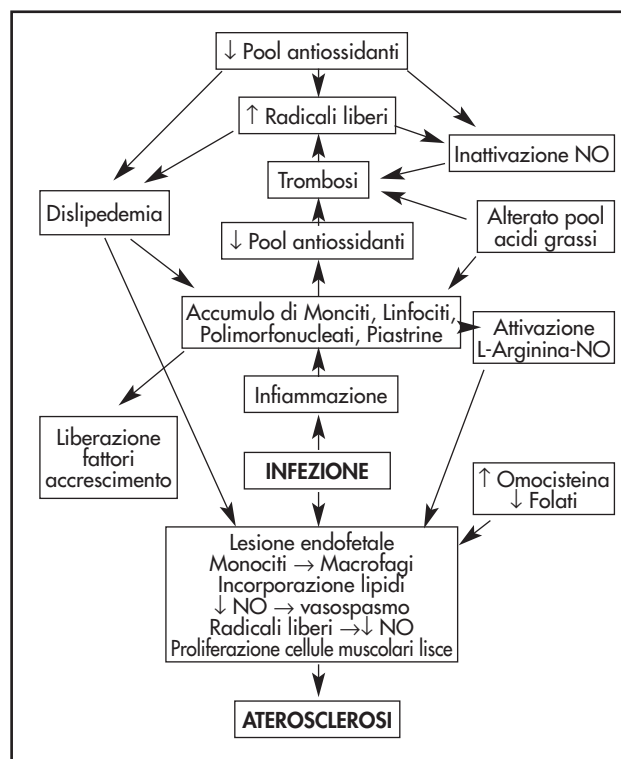 ↓ Pool antiossidanti
↑ Radicali liberi
Inattivazione NO
Trombosi
Dislipedemia
Alterato pool
acidi grassi
↓ Pool antiossidanti
Accumulo di Monciti, Linfociti,
Polimorfonucleati, Piastrine
Attivazione
L-Arginina-NO
Infiammazione
Liberazione
fattori
accrescimento
INFEZIONE
↑ Omocisteina
↓ Folati
Lesione endofetale
Monociti → Macrofagi
Incorporazione lipidi
↓ NO → vasospasmo
Radicali liberi →↓ NO
Proliferazione cellule muscolari lisce
ATEROSCLEROSI